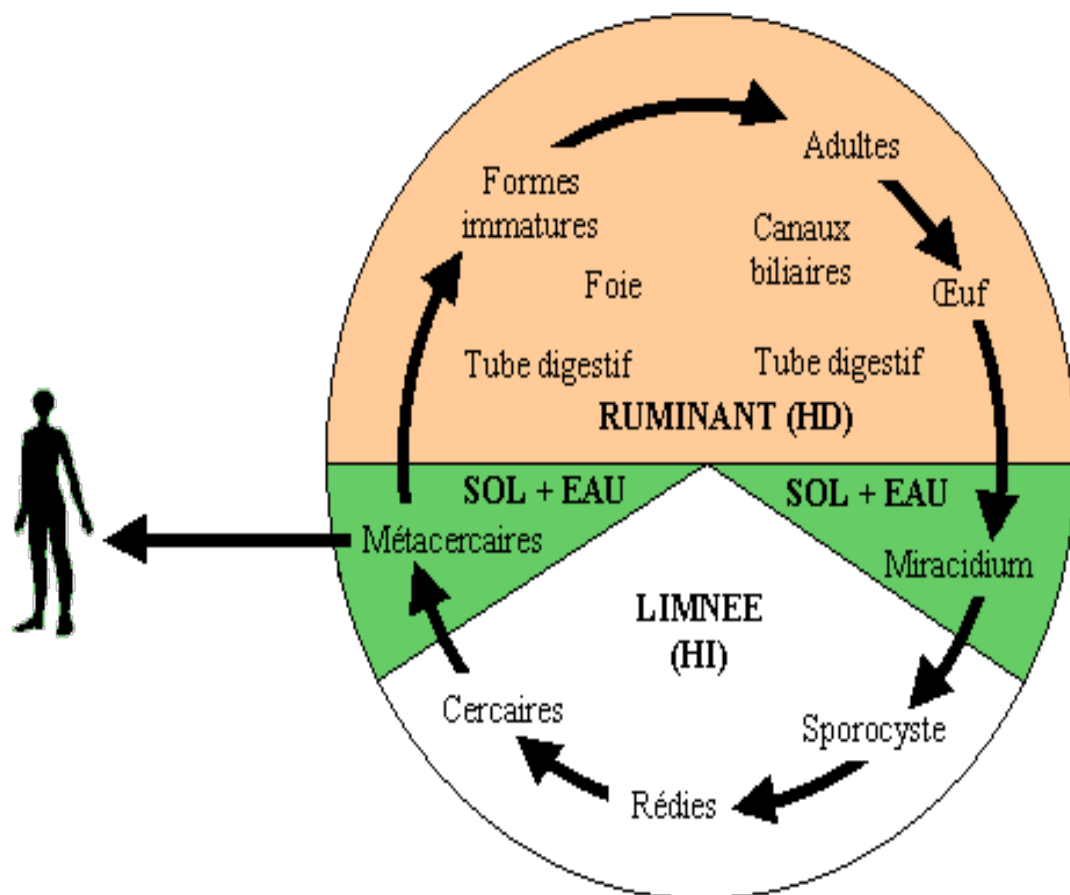 Adultes
Formes
immatures
Canaux
biliaires
Foie
Œuf
Tube digestif
Tube digestif
RUMINANT (HD)
SOL + EAU
SOL + EAU
Métacercaires
Miracidium
LIMNEE
(HI)
Cercaires
Sporocyste
Rédies